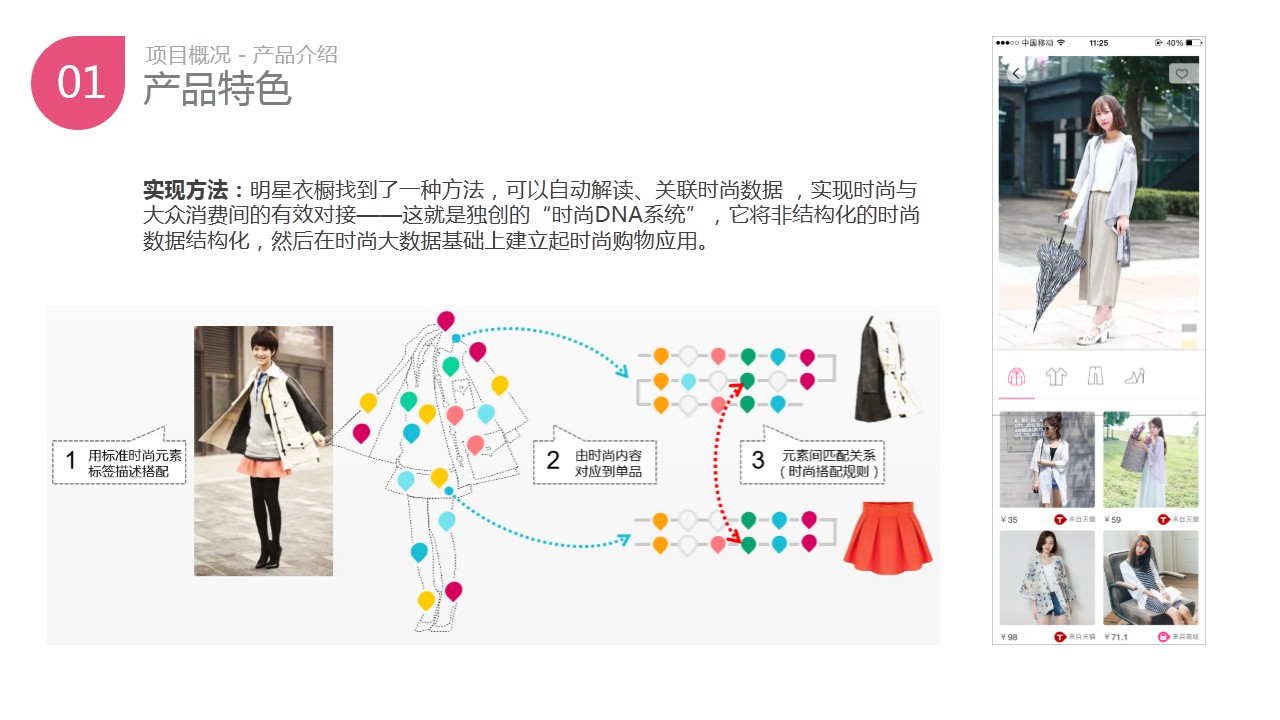 01
项目概况 - 产品介绍
产品特色
实现方法：明星衣橱找到了一种方法，可以自动解读、关联时尚数据 ，实现时尚与
大众消费间的有效对接——这就是独创的“时尚DNA系统”，它将非结构化的时尚
数据结构化，然后在时尚大数据基础上建立起时尚购物应用。
1
用标准时尚元素
标签描述搭配
2
由时尚内容
对应到单品
3
元素间匹配关系
（时尚搭配规则）
中国移动
11:25
40%
¥ 35
来自天猫
¥ 59
来自天猫
¥ 98
来自天猫
¥ 71.1
来自商城